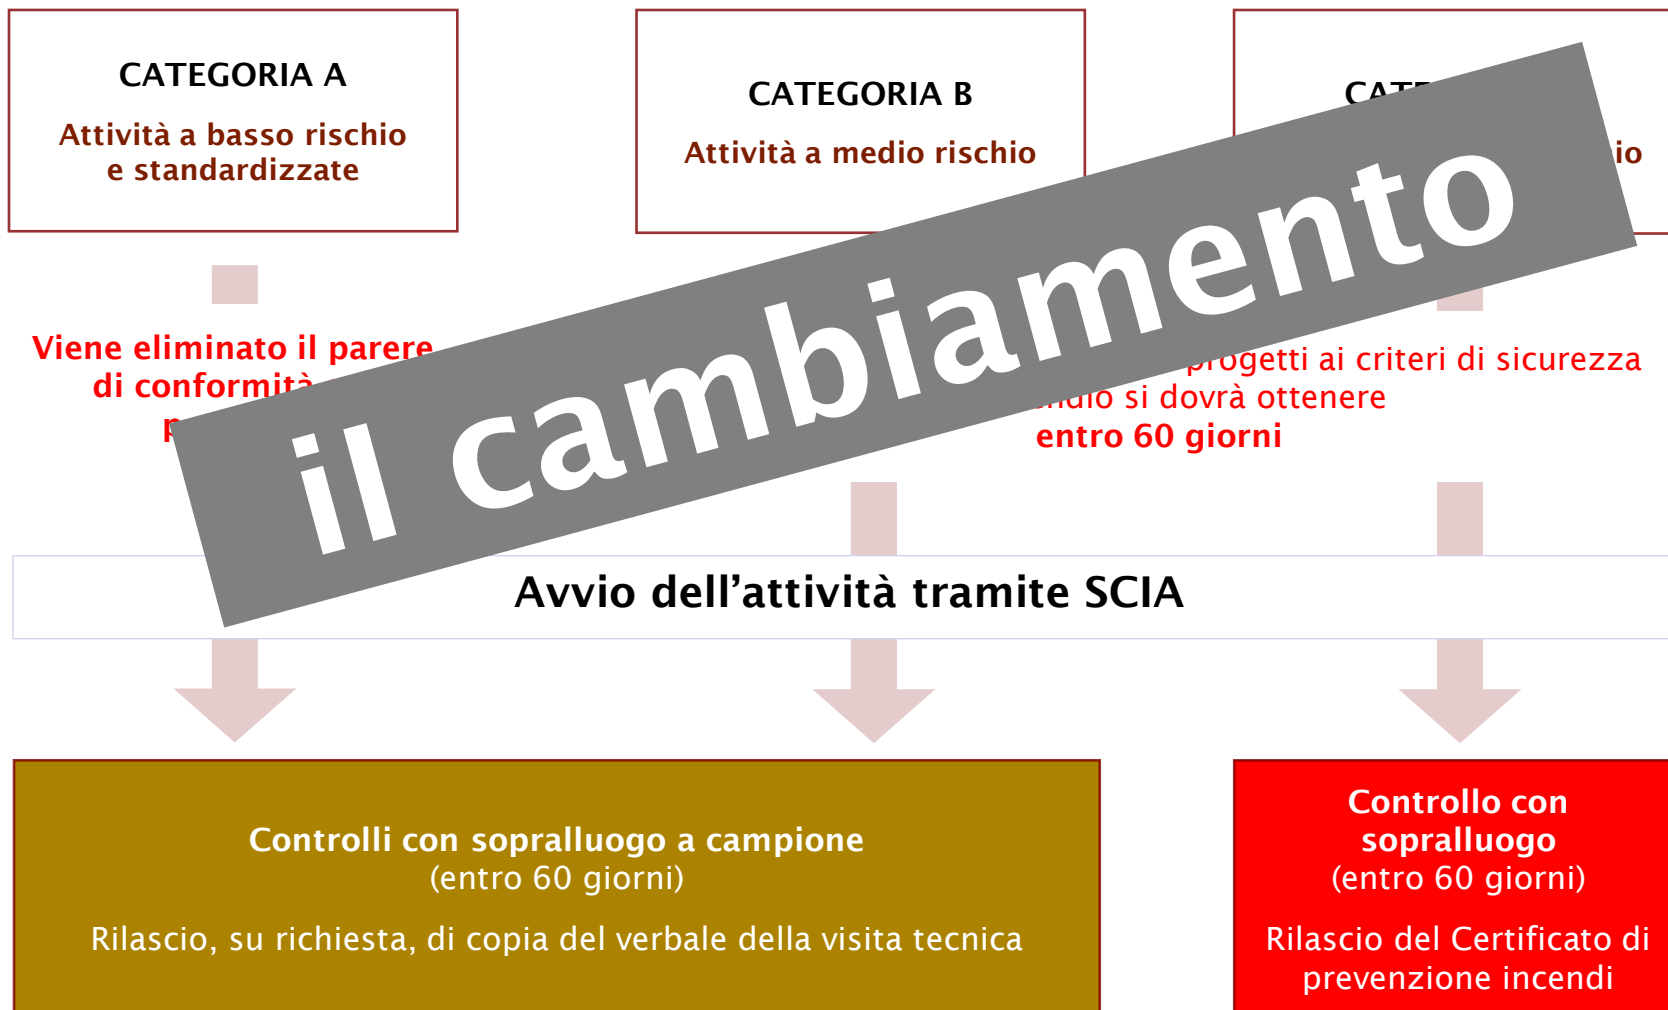 CATEGORIA A
Attività a basso rischio
e standardizzate
CATEGORIA B
Attività a medio rischio
il cambiamento
Viene eliminato il parere
di conformità
progetti ai criteri di sicurezza
si dovrà ottenere
entro 60 giorni
Avvio dell'attività tramite SCIA
Controlli con sopralluogo a campione
(entro 60 giorni)
Rilascio, su richiesta, di copia del verbale della visita tecnica
Controllo con
sopralluogo
(entro 60 giorni)
Rilascio del Certificato di
prevenzione incendi